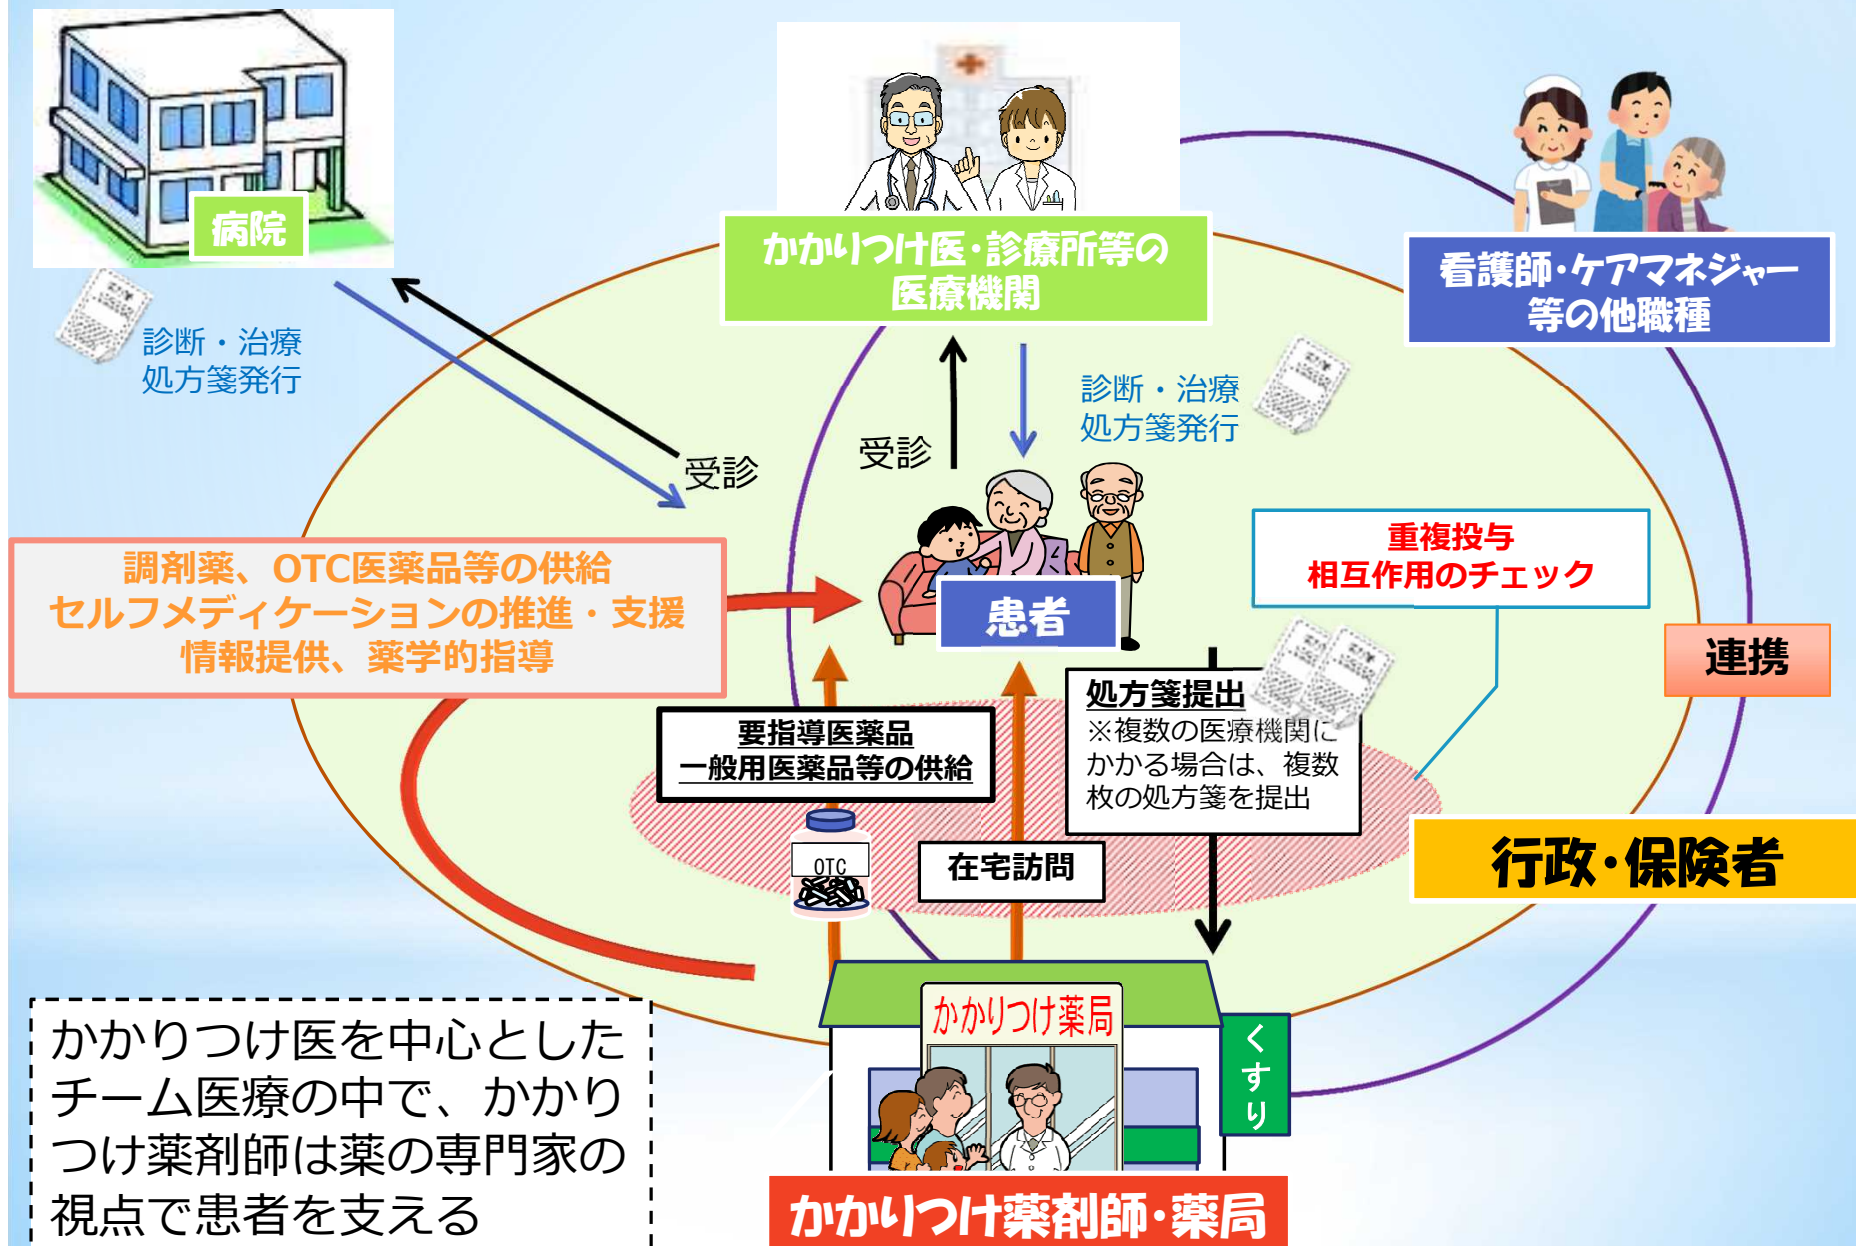 病院
かかりつけ医・診療所等の
医療機関
看護師・ケアマネジャー
等の他職種
診断・治療
処方箋発行
受診
受診
診断・治療
処方箋発行
調剤薬、OTC医薬品等の供給
セルフメディケーションの推進・支援
情報提供、薬学的指導
患者
重複投与
相互作用のチェック
連携
要指導医薬品
一般用医薬品等の供給
処方箋提出
※複数の医療機関に
かかる場合は、複数
枚の処方箋を提出
OTC
在宅訪問
行政・保険者
かかりつけ薬局
くすり
かかりつけ医を中心とした
チーム医療の中で、かかり
つけ薬剤師は薬の専門家の
視点で患者を支える
かかりつけ薬剤師・薬局